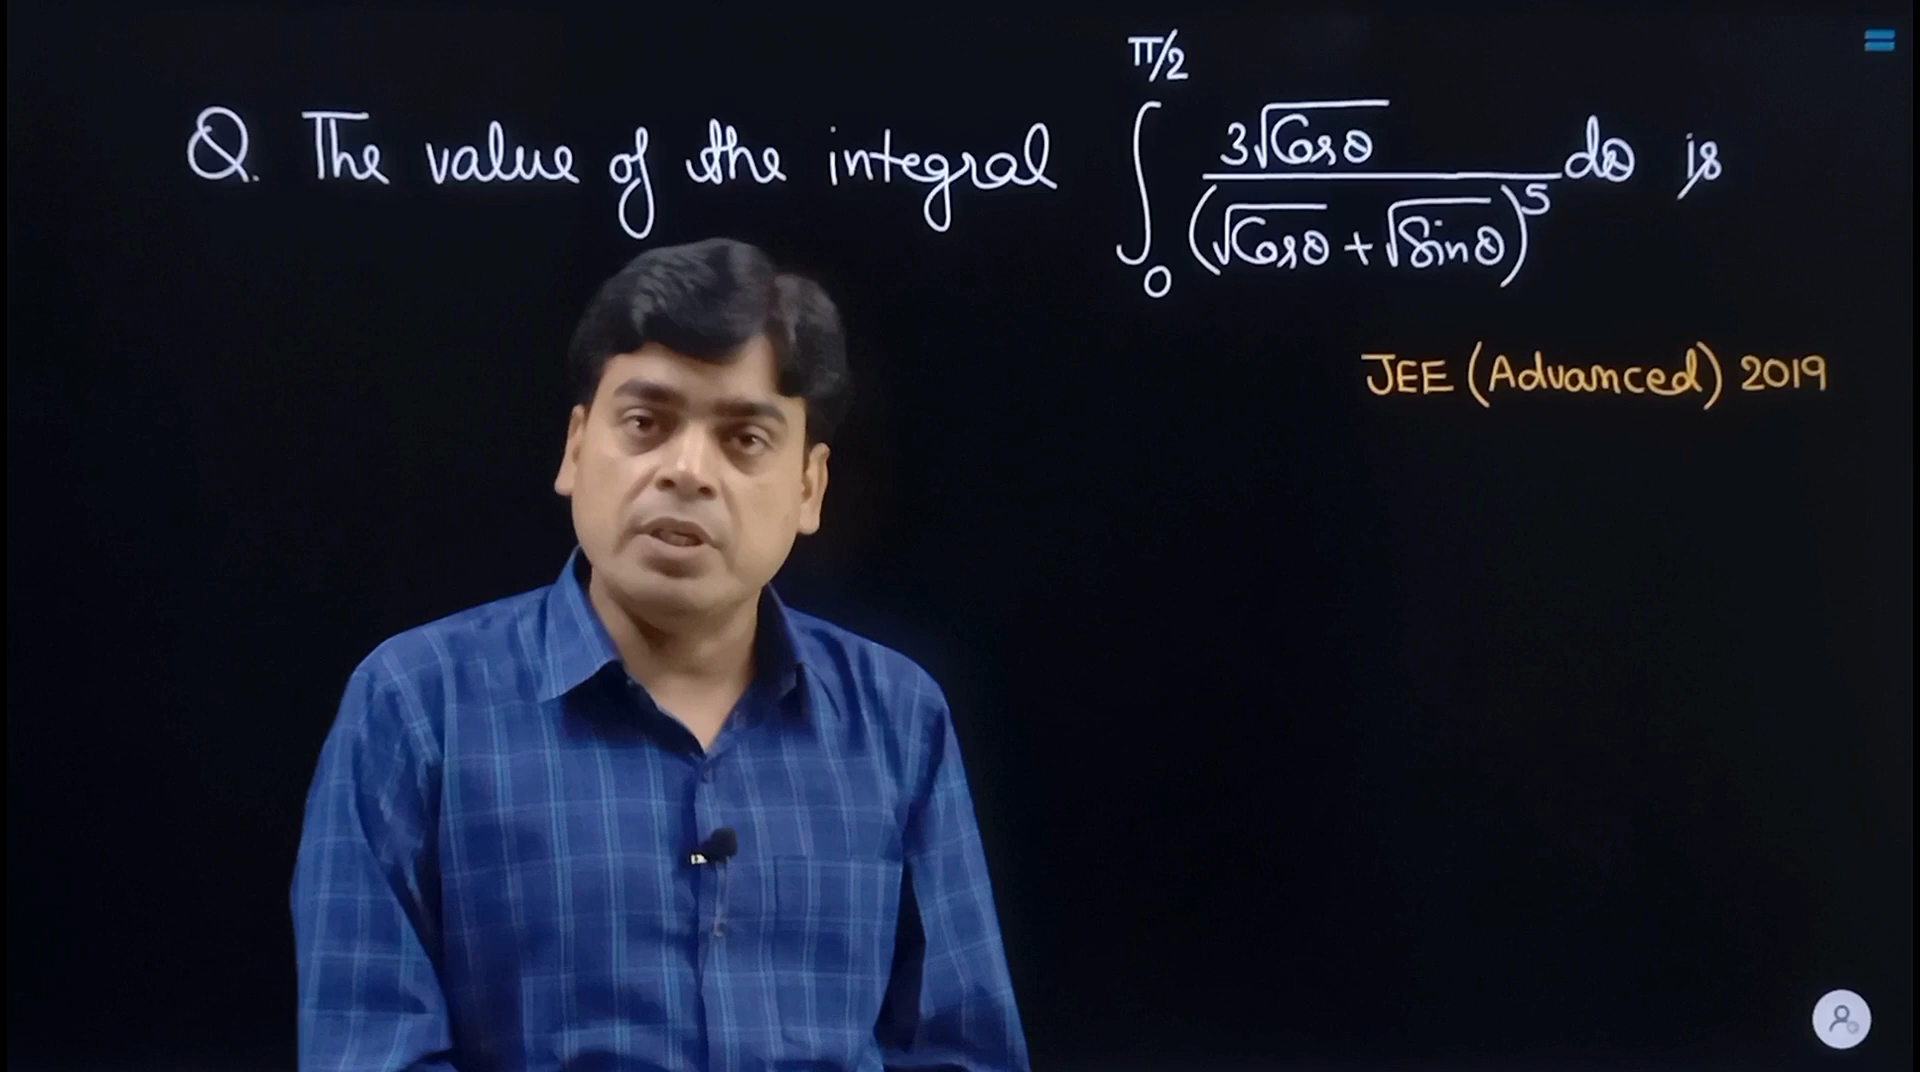 Q. The value of the integral ∫₀^{π/2} 3√Cosθ / (√Cosθ + √Sinθ)⁵ dθ is
JEE (Advanced) 2019